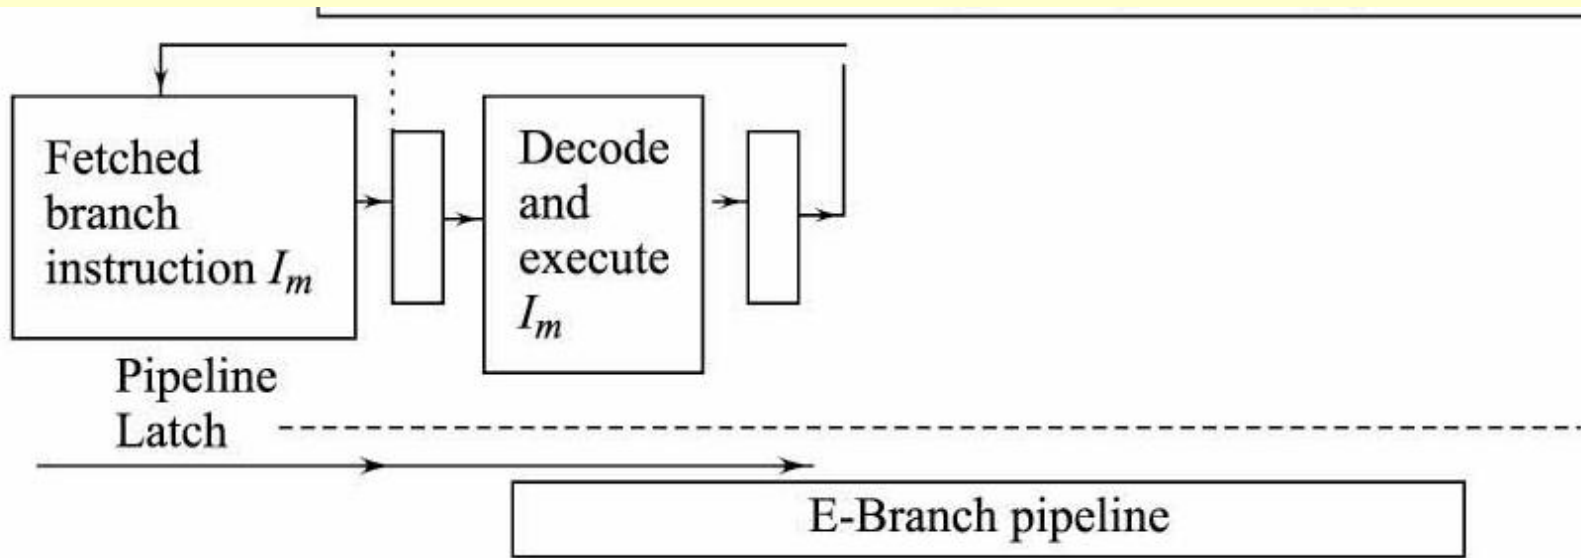 Fetched
branch
instruction Iₘ
Decode
and
execute
Iₘ
Pipeline
Latch
E-Branch pipeline